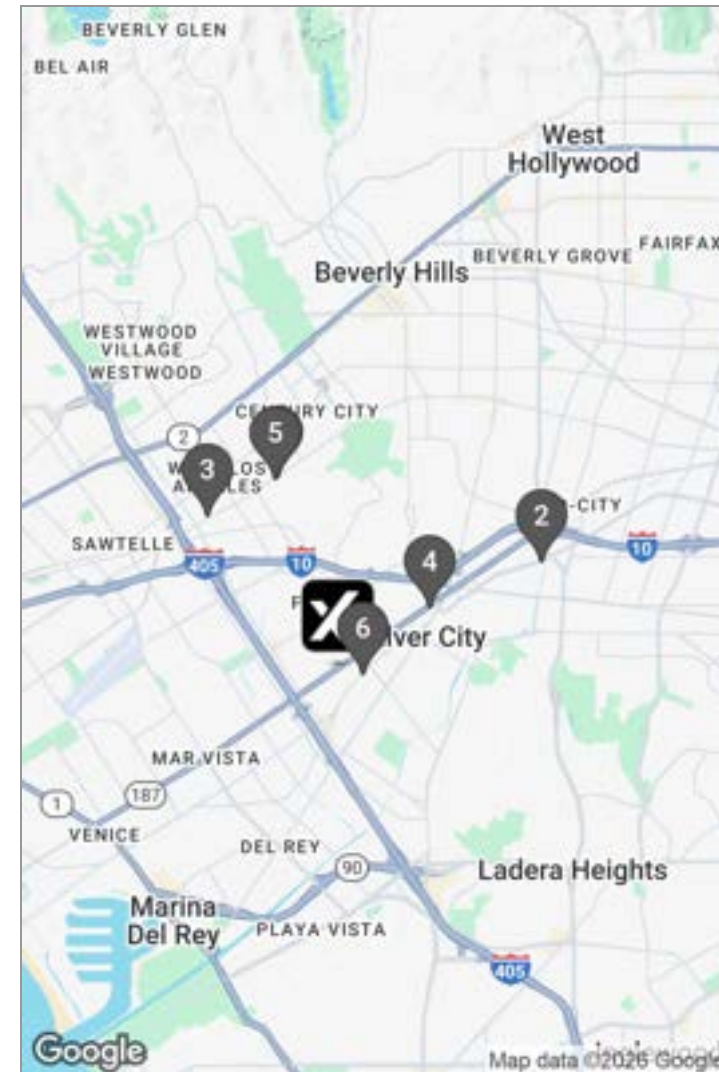 BEVERLY GLEN
BEL AIR
West
Hollywood
BEVERLY GROVE
FAIRFAX
Beverly Hills
WESTWOOD
VILLAGE
WESTWOOD
CENTURY CITY
2
5
3
2
SAWTELLE
405
10
4
10
6
MAR VISTA
187
1
VENICE
DEL REY
90
Ladera Heights
Marina
Del Rey
PLAYA VISTA
405
Google
Map data ©2026 Google